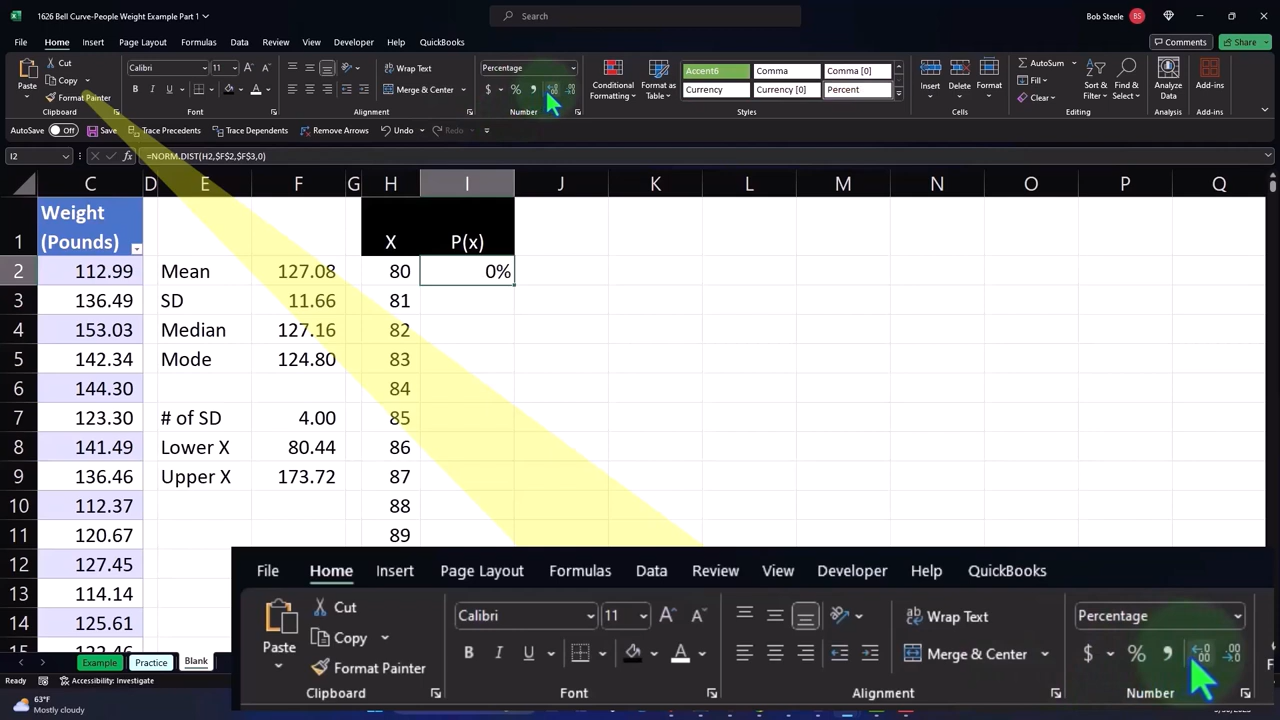 1626 Bell Curve-People Weight Example Part 1
Search
Bob Steele BS
File Home Insert Page Layout Formulas Data Review View Developer Help QuickBooks
Comments Share
Paste
Cut
Copy
Format Painter
Clipboard
Calibri 11
B I U
Font
Wrap Text
Merge & Center
Alignment
Percentage
$ % ,
Number
Conditional Formatting
Format as Table
Accent6 Comma Comma [0]
Currency Currency [0] Percent
Styles
Insert Delete Format
Cells
AutoSum
Fill
Clear
Editing
Sort & Filter
Find & Select
Analyze Data
Add-ins
Add-ins
AutoSave Off Save Trace Precedents Trace Dependents Remove Arrows Undo Redo
I2 fx =NORM.DIST(H2,$F$2,$F$3,0)
C D E F G H I J K L M N O P Q
1 Weight (Pounds) X P(x)
2 112.99 Mean 127.08 80 0%
3 136.49 SD 11.66 81
4 153.03 Median 127.16 82
5 142.34 Mode 124.80 83
6 144.30 84
7 123.30 # of SD 4.00 85
8 141.49 Lower X 80.44 86
9 136.46 Upper X 173.72 87
10 112.37 88
11 120.67 89
12 127.45
13 114.14
14 125.61
15 122.46
File Home Insert Page Layout Formulas Data Review View Developer Help QuickBooks
Paste
Cut
Copy
Format Painter
Clipboard
Calibri 11
B I U
Font
Wrap Text
Merge & Center
Alignment
Percentage
$ % ,
Number
Example Practice Blank
Ready Accessibility: Investigate
63°F
Mostly cloudy